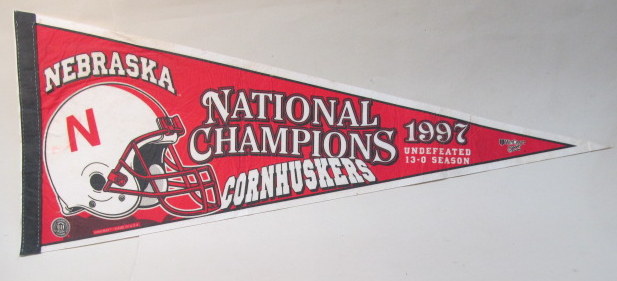 NEBRASKA
N
NATIONAL
CHAMPIONS
CORNHUSKERS
1997
UNDEFEATED
13-0 SEASON